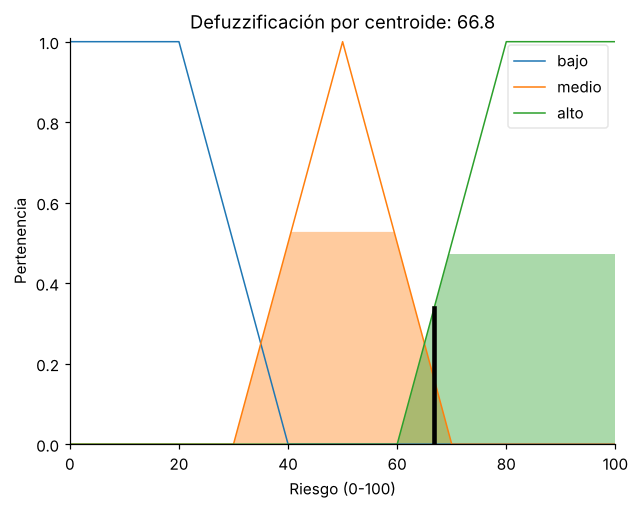 Defuzzificación por centroide: 66.8
bajo
medio
alto
Pertenencia
1.0
0.8
0.6
0.4
0.2
0.0
0 20 40 60 80 100
Riesgo (0-100)